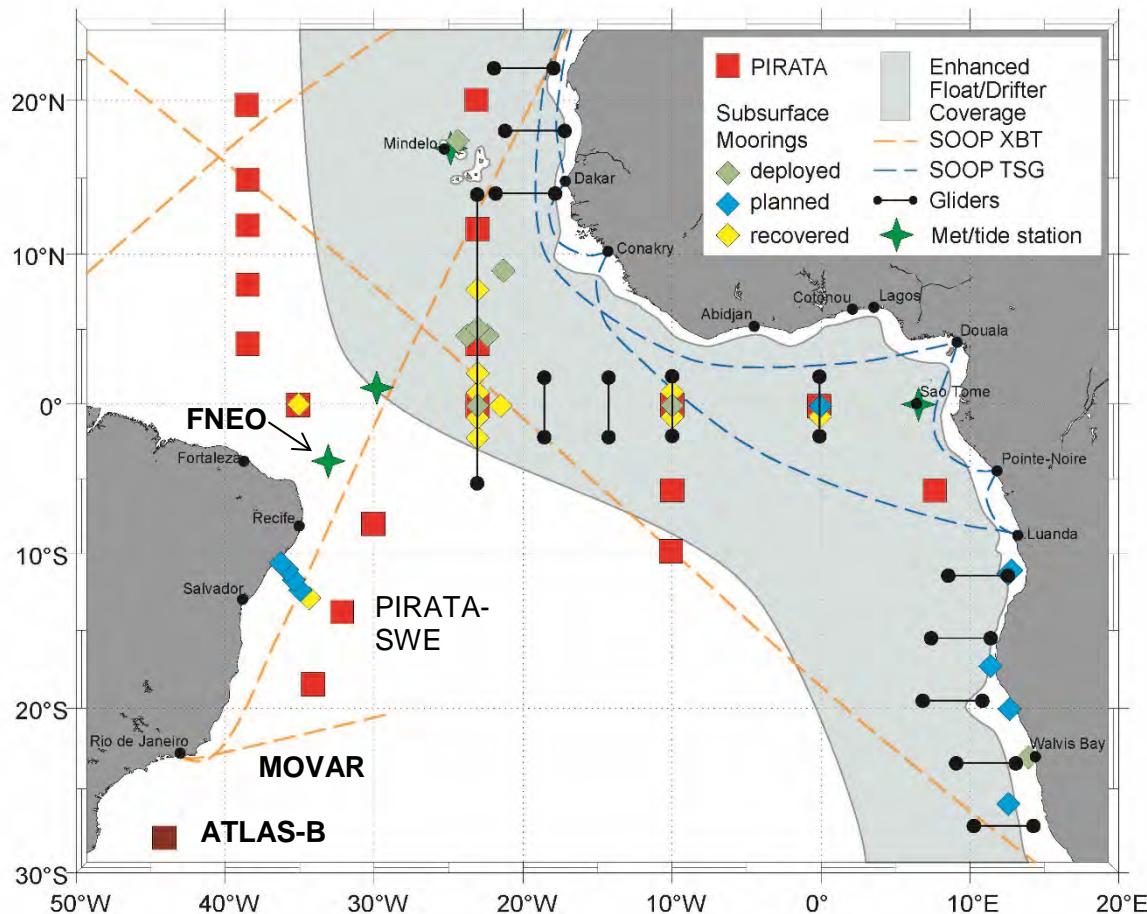 PIRATA
Subsurface
Moorings
deployed
planned
recovered
Enhanced
Float/Drifter
Coverage
SOOP XBT
SOOP TSG
Gliders
Met/tide station
20°N
10°N
0°
10°S
20°S
30°S
Mindelo
Dakar
Conakry
Abidjan
Cotonou
Lagos
Douala
Sao Tome
Pointe-Noire
Luanda
Walvis Bay
FNEO
Fortaleza
Recife
Salvador
PIRATA-
SWE
Rio de Janeiro
MOVAR
ATLAS-B
50°W
40°W
30°W
20°W
10°W
0°
10°E
20°E